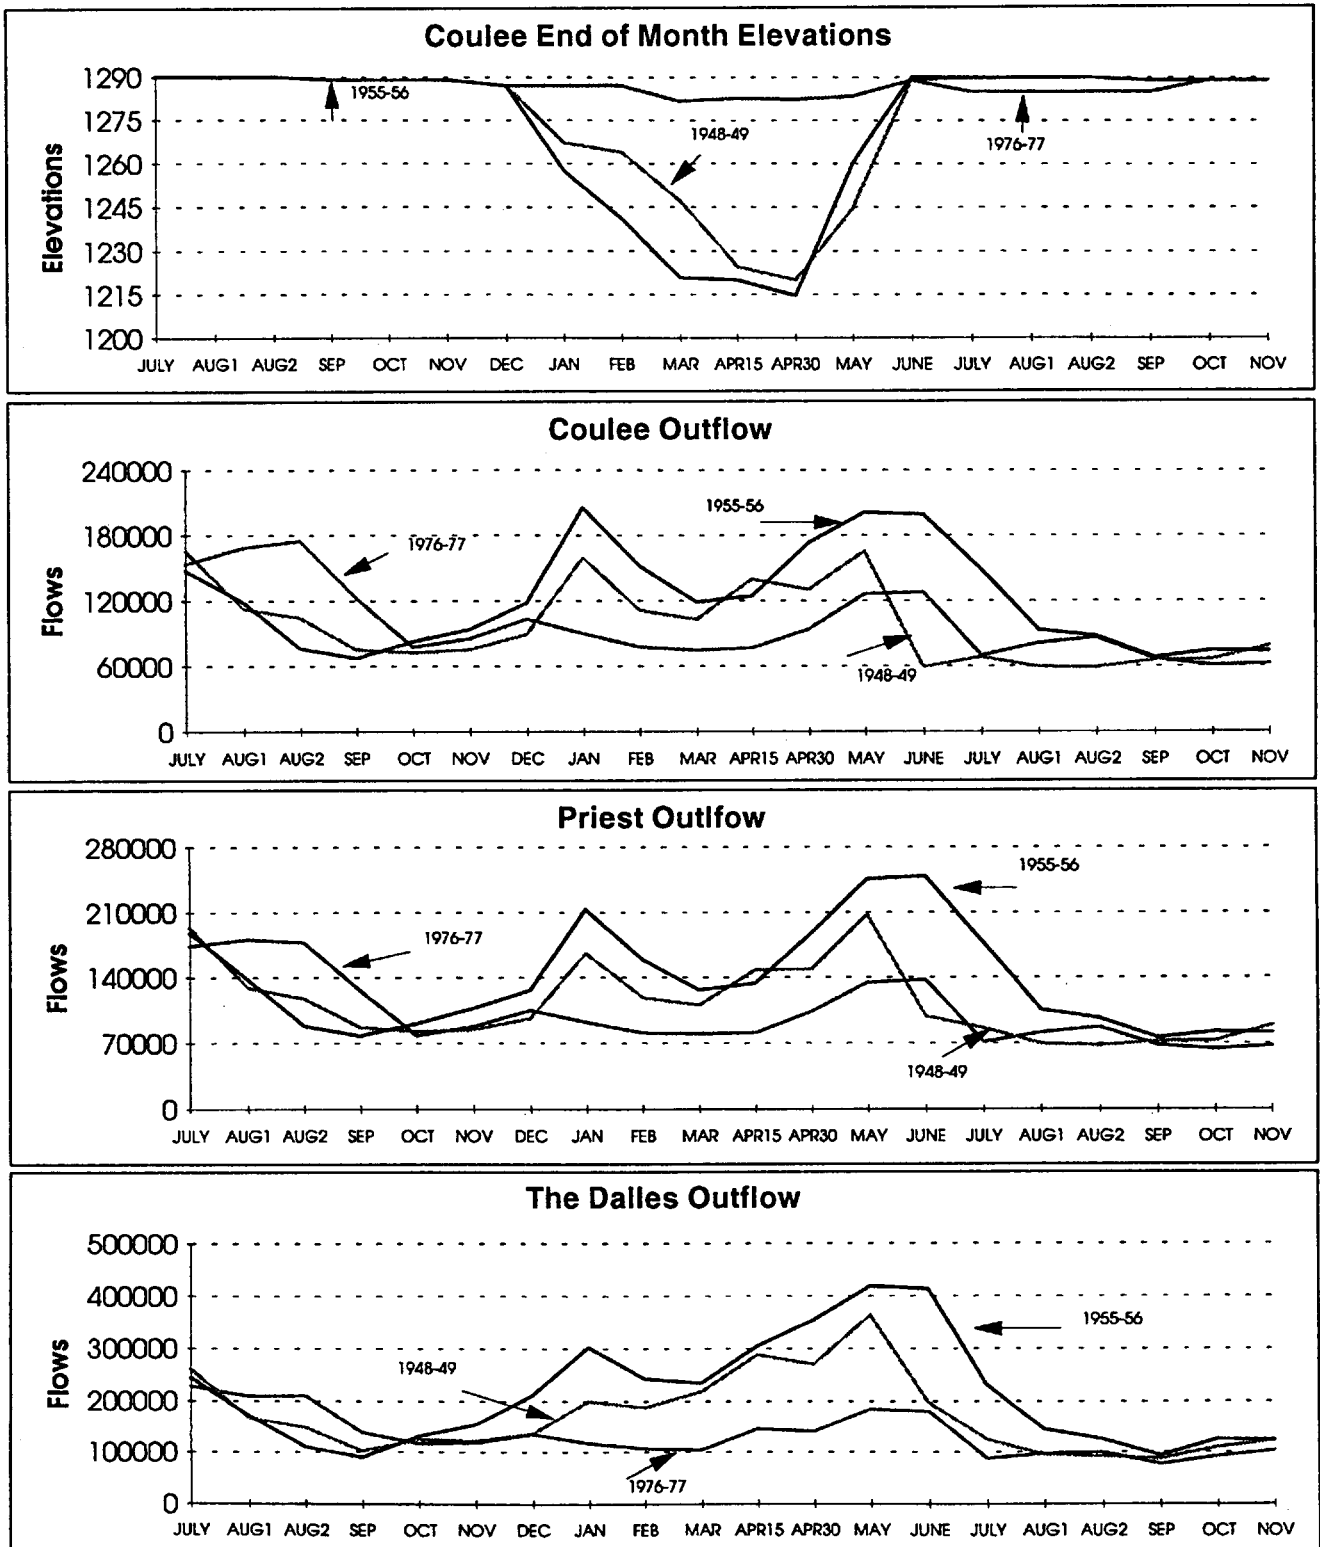 Coulee End of Month Elevations
Elevations
1290
1275
1260
1245
1230
1215
1200
1955-56
1948-49
1976-77
JULY AUG1 AUG2 SEP OCT NOV DEC JAN FEB MAR APR15 APR30 MAY JUNE JULY AUG1 AUG2 SEP OCT NOV
Coulee Outflow
Flows
240000
180000
120000
60000
0
1976-77
1955-56
1948-49
JULY AUG1 AUG2 SEP OCT NOV DEC JAN FEB MAR APR15 APR30 MAY JUNE JULY AUG1 AUG2 SEP OCT NOV
Priest Outlfow
Flows
280000
210000
140000
70000
0
1976-77
1955-56
1948-49
JULY AUG1 AUG2 SEP OCT NOV DEC JAN FEB MAR APR15 APR30 MAY JUNE JULY AUG1 AUG2 SEP OCT NOV
The Dalles Outflow
Flows
500000
400000
300000
200000
100000
0
1948-49
1976-77
1955-56
JULY AUG1 AUG2 SEP OCT NOV DEC JAN FEB MAR APR15 APR30 MAY JUNE JULY AUG1 AUG2 SEP OCT NOV